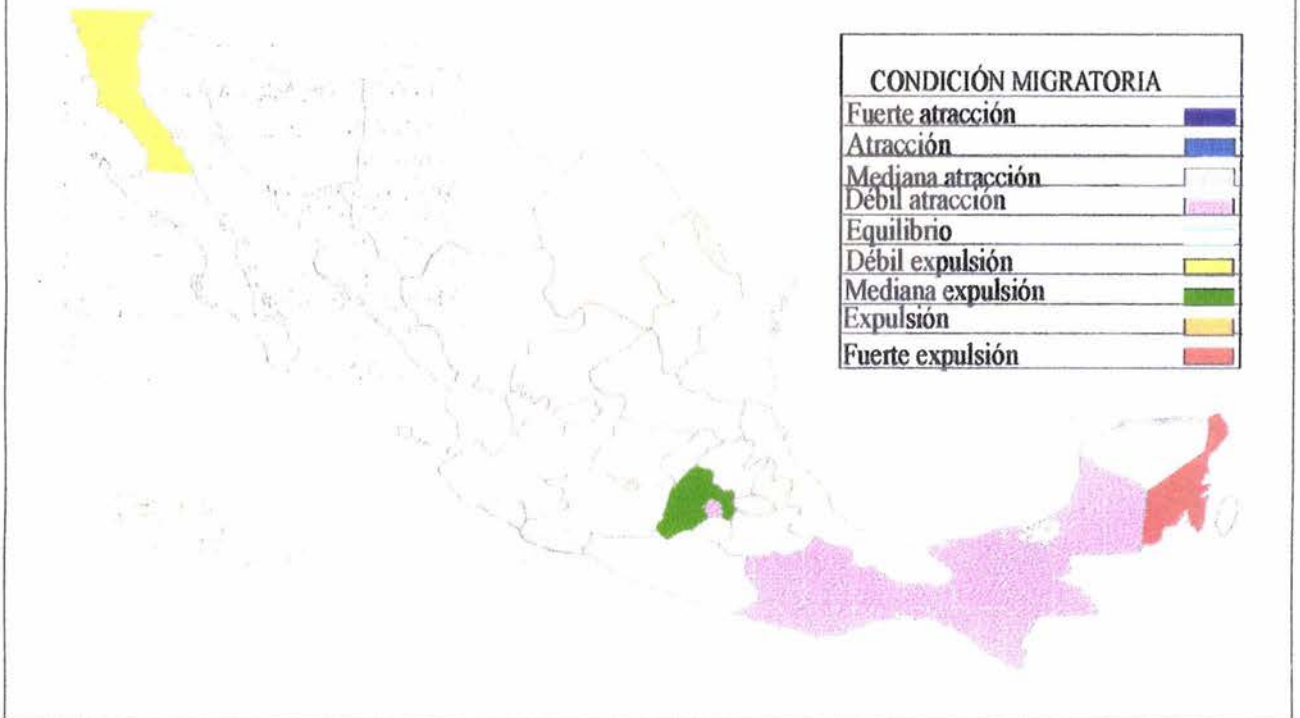 CONDICIÓN MIGRATORIA
Fuerte atracción
Atracción
Mediana atracción
Débil atracción
Equilibrio
Débil expulsión
Mediana expulsión
Expulsión
Fuerte expulsión